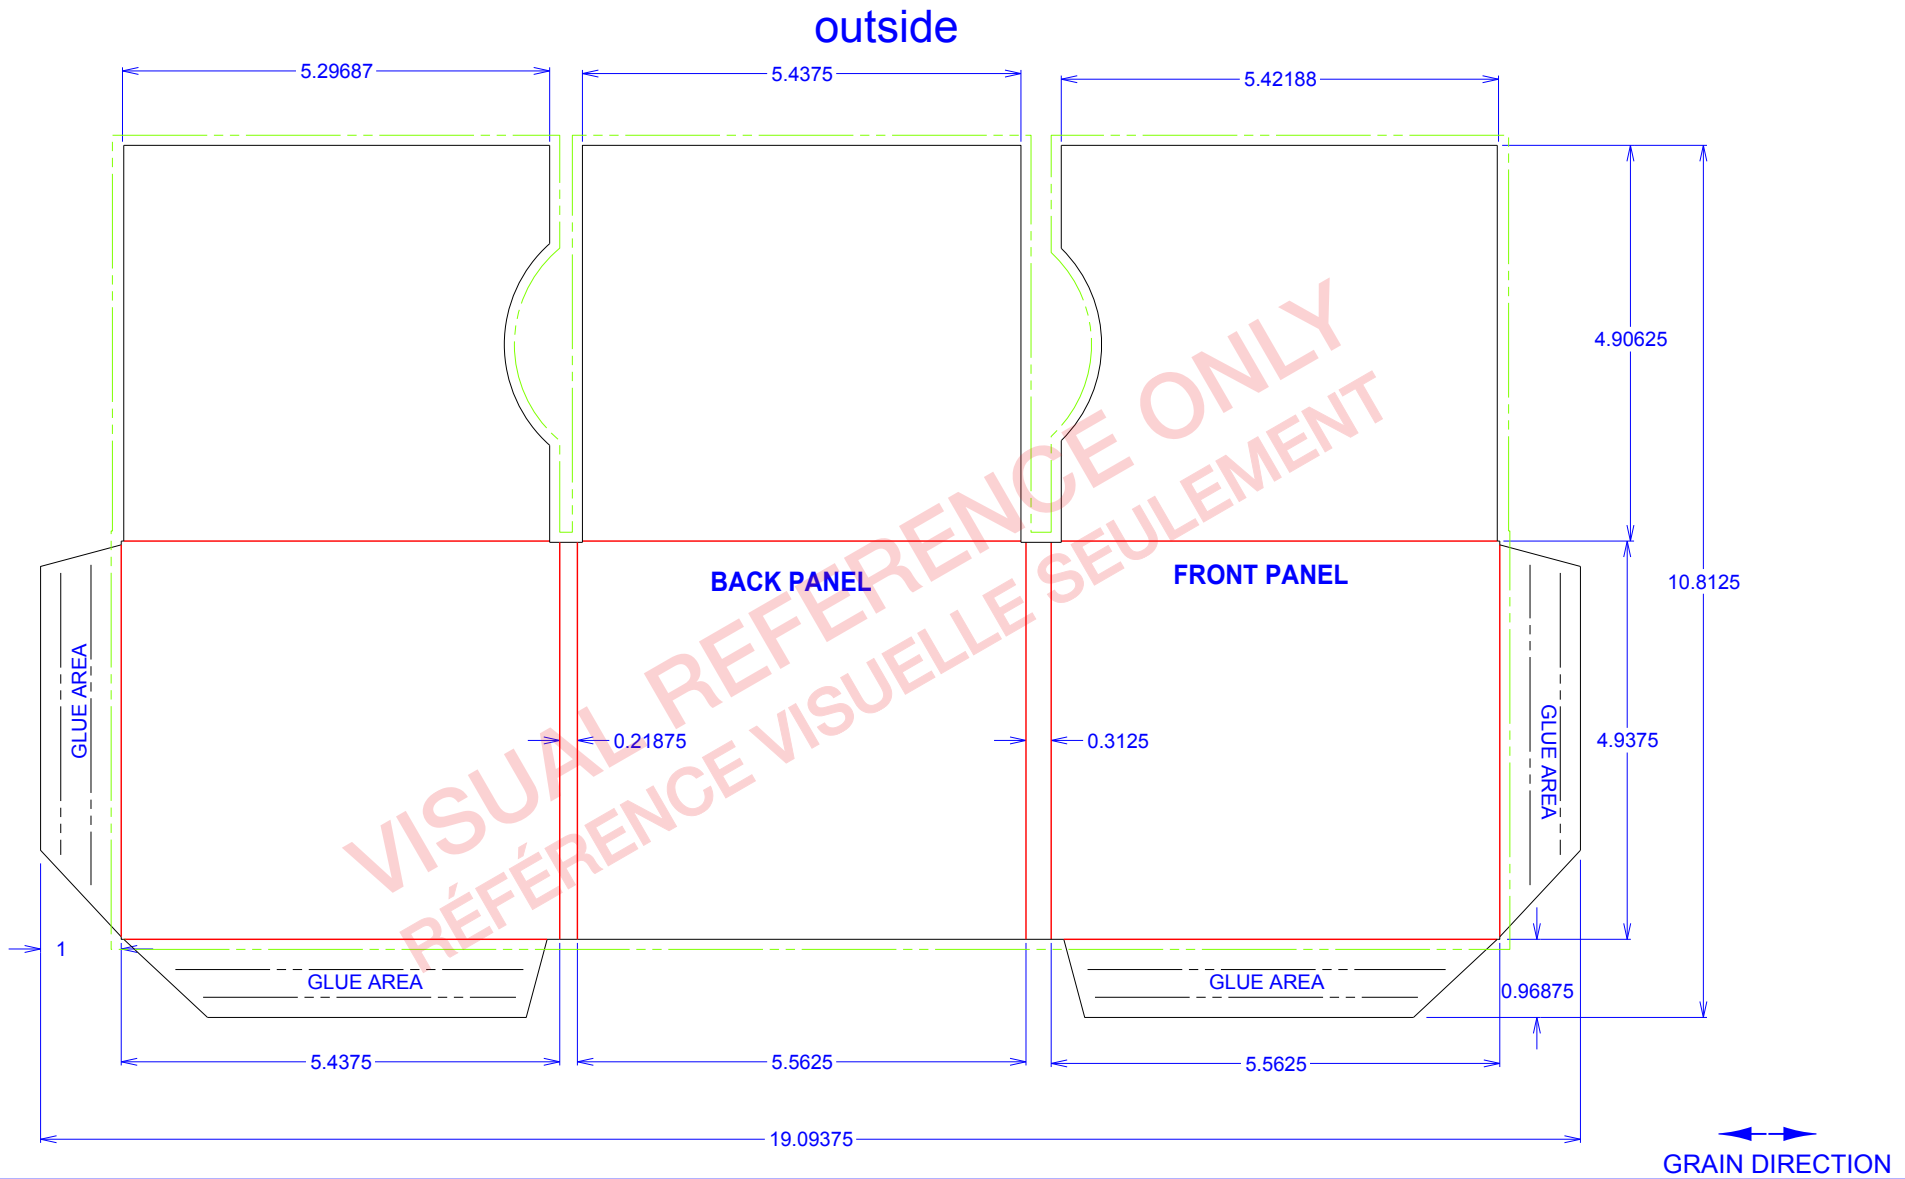 outside
5.29687
5.4375
5.42188
4.90625
10.8125
BACK PANEL
FRONT PANEL
GLUE AREA
0.21875
0.3125
GLUE AREA
4.9375
VISUAL REFERENCE ONLY
RÉFÉRENCE VISUELLE SEULEMENT
1
GLUE AREA
GLUE AREA
0.96875
5.4375
5.5625
5.5625
19.09375
GRAIN DIRECTION